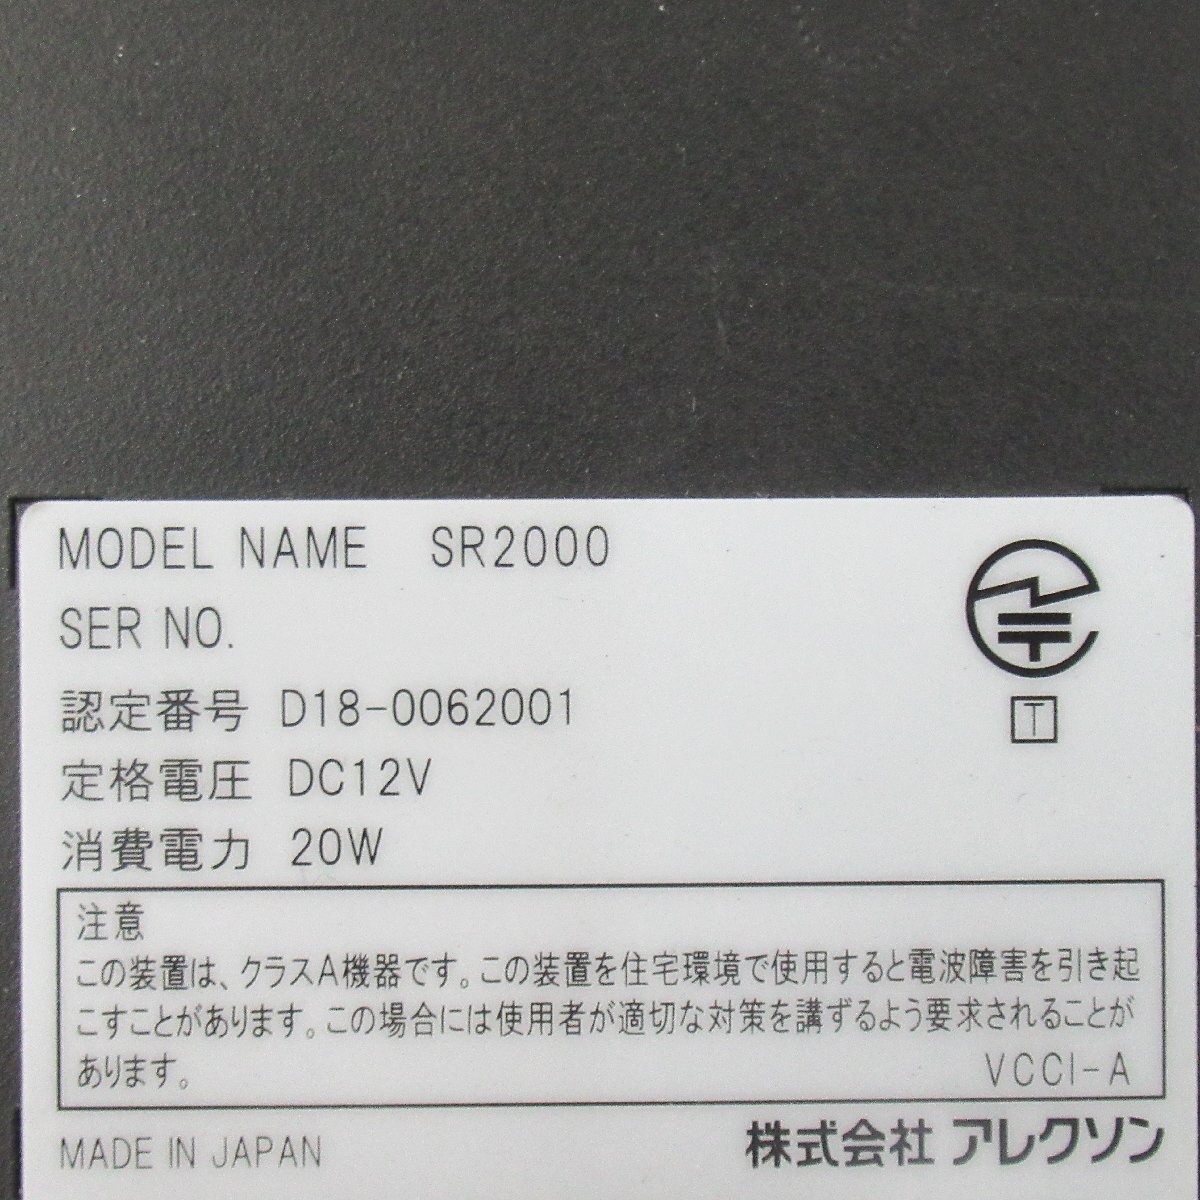 MODEL NAME SR2000
SER NO.
T
認定番号 D18-0062001
定格電圧 DC12V
消費電力 20W
注意
この装置は、クラスA機器です。この装置を住宅環境で使用すると電波障害を引き起
こすことがあります。この場合には使用者が適切な対策を講ずるよう要求されることが
あります。
VCCI-A
MADE IN JAPAN
株式会社 アレクソン